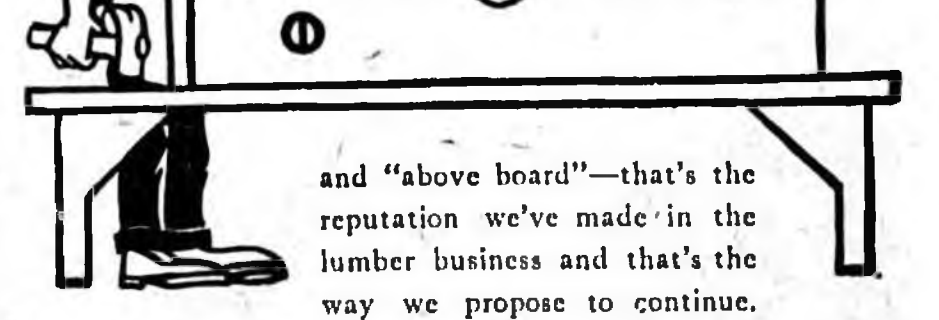 and “above board”—that's the
reputation we've made in the
lumber business and that's the
way we propose to continue.